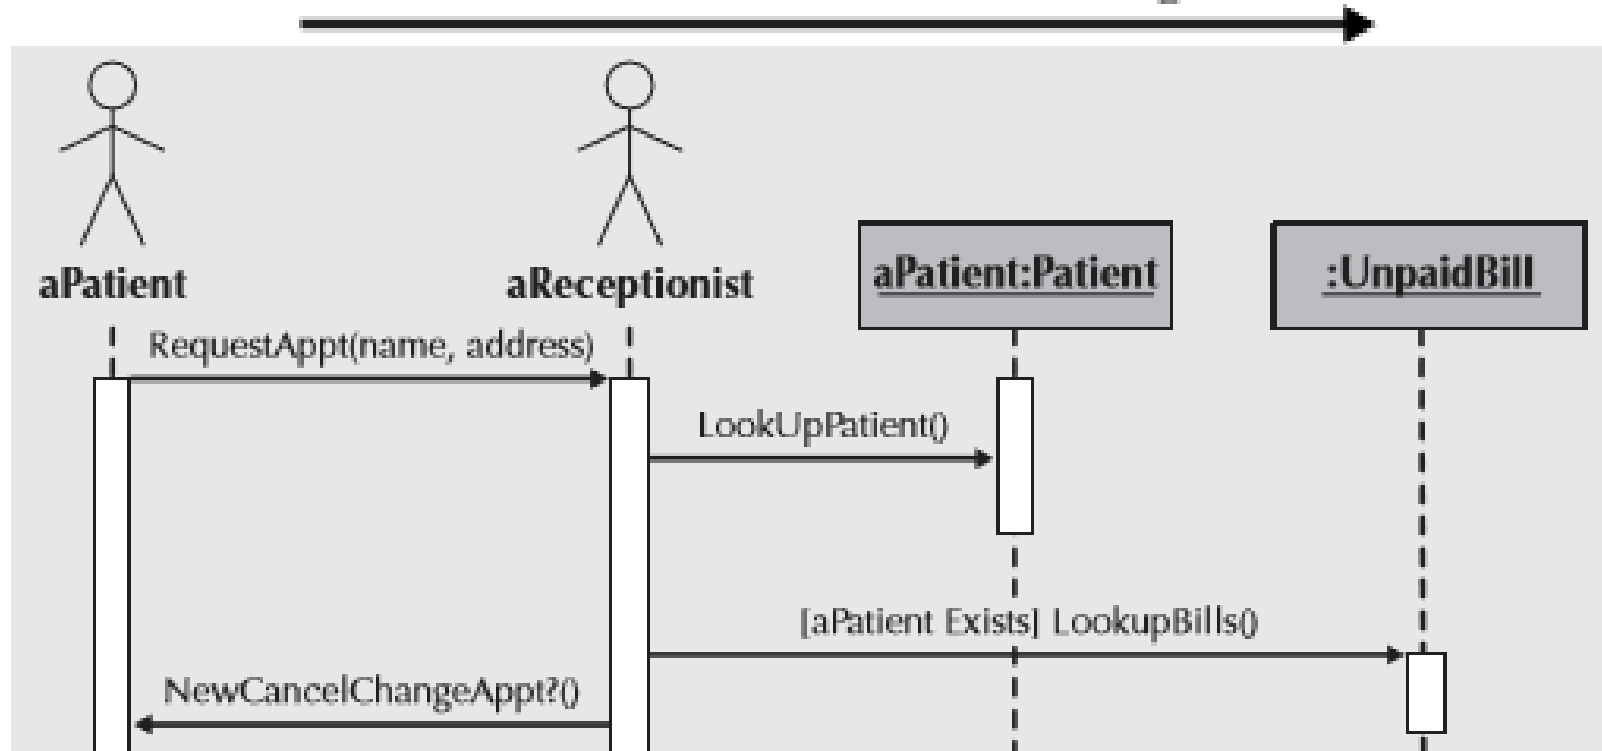 aPatient
aReceptionist
aPatient:Patient
:UnpaidBill
RequestAppt(name, address)
LookUpPatient()
[aPatient Exists] LookupBills()
NewCancelChangeAppt?()